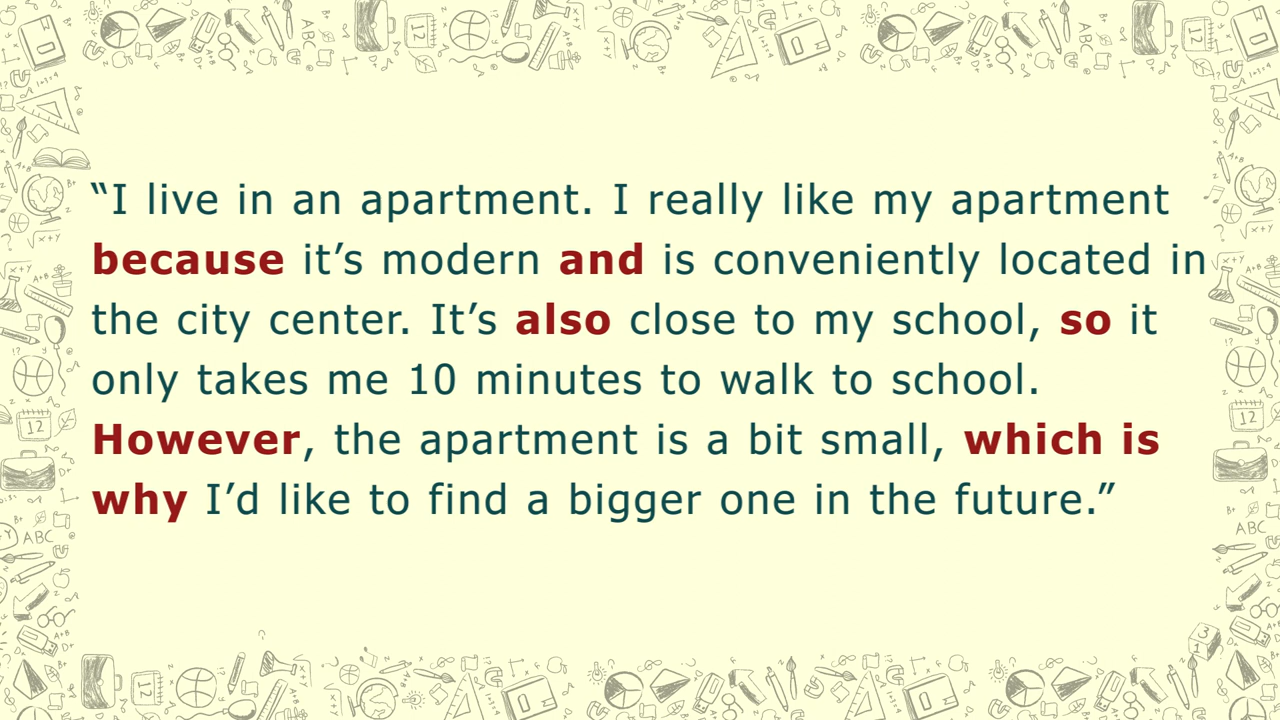 “I live in an apartment. I really like my apartment
because it’s modern and is conveniently located in
the city center. It’s also close to my school, so it
only takes me 10 minutes to walk to school.
However, the apartment is a bit small, which is
why I’d like to find a bigger one in the future.”